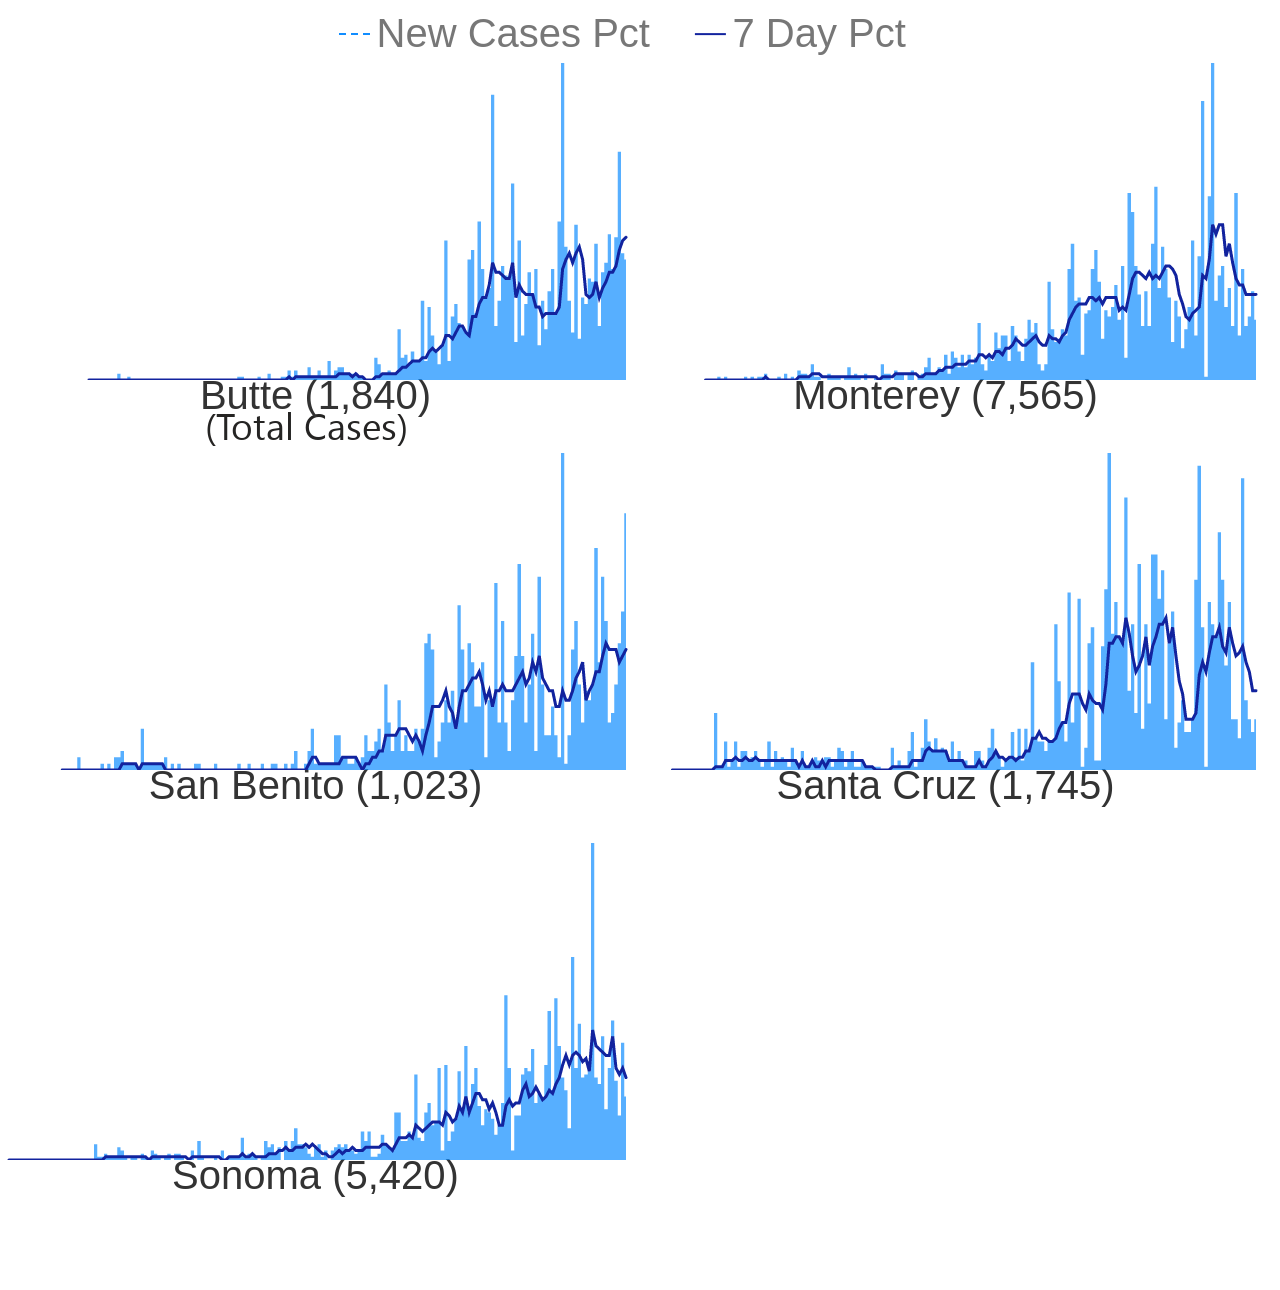 New Cases Pct 7 Day Pct
Butte (1,840) Monterey (7,565)
(Total Cases)
San Benito (1,023) Santa Cruz (1,745)
Sonoma (5,420)